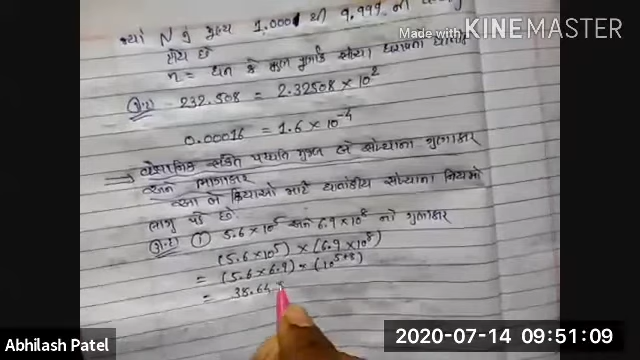 જ્યાં N નું મૂલ્ય 1.000 થી 9.999 ની
Made with KINEMASTER
હોય છે
n = ધન કે ઋણ પૂર્ણાંક સંખ્યા
ઉ.દા. 232.508 = 2.32508 × 10²
0.00016 = 1.6 × 10⁻⁴
⇒ વૈજ્ઞાનિક સંકેત પદ્ધતિ મુજબ બે સંખ્યાના ગુણાકાર
અને ભાગાકાર
આ બે ક્રિયાઓ માટે ઘાતાંકીય સંખ્યાના નિયમો
લાગુ પડે છે.
ઉ.દા. ① 5.6 × 10⁵ અને 6.9 × 10⁸ નો ગુણાકાર
(5.6 × 10⁵) × (6.9 × 10⁸)
= (5.6 × 6.9) × (10⁵⁺⁸)
= 38.64 ×
Abhilash Patel
2020-07-14 09:51:09